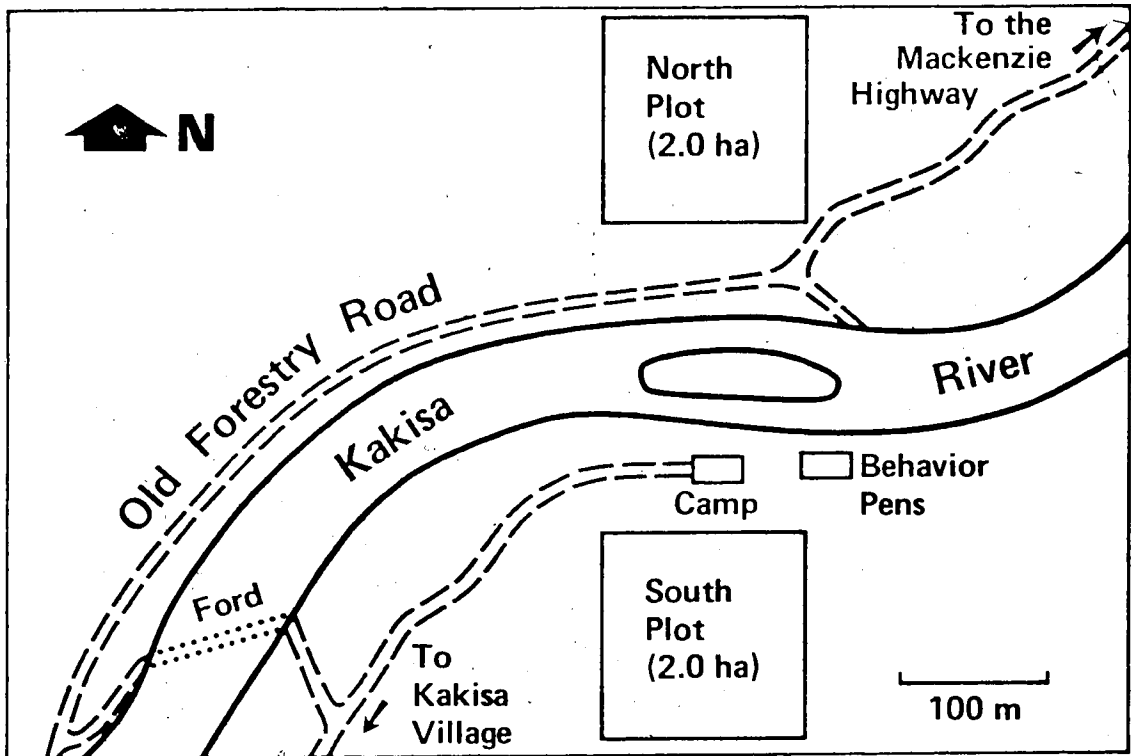 To the
Mackenzie
Highway
North
Plot
(2.0 ha)
N
Old Forestry Road
Kakisa
River
Camp
Behavior
Pens
Ford
South
Plot
(2.0 ha)
To
Kakisa
Village
100 m